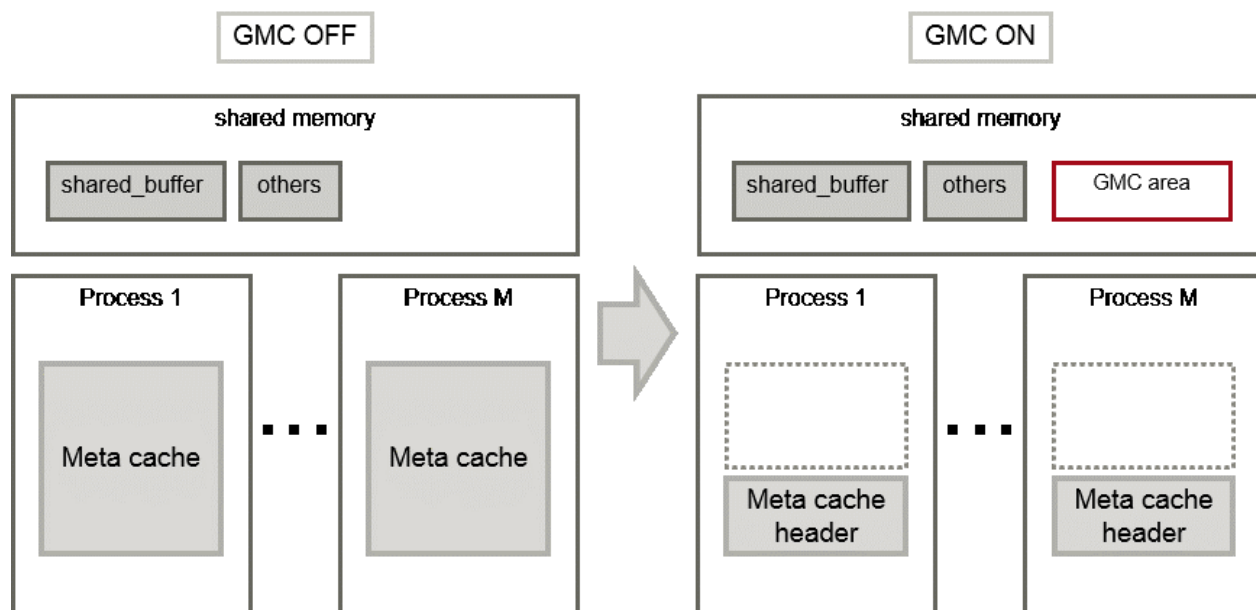 GMC OFF
shared memory
shared_buffer
others
Process 1
Process M
Meta cache
Meta cache
GMC ON
shared memory
shared_buffer
others
GMC area
Process 1
Process M
Meta cache
header
Meta cache
header